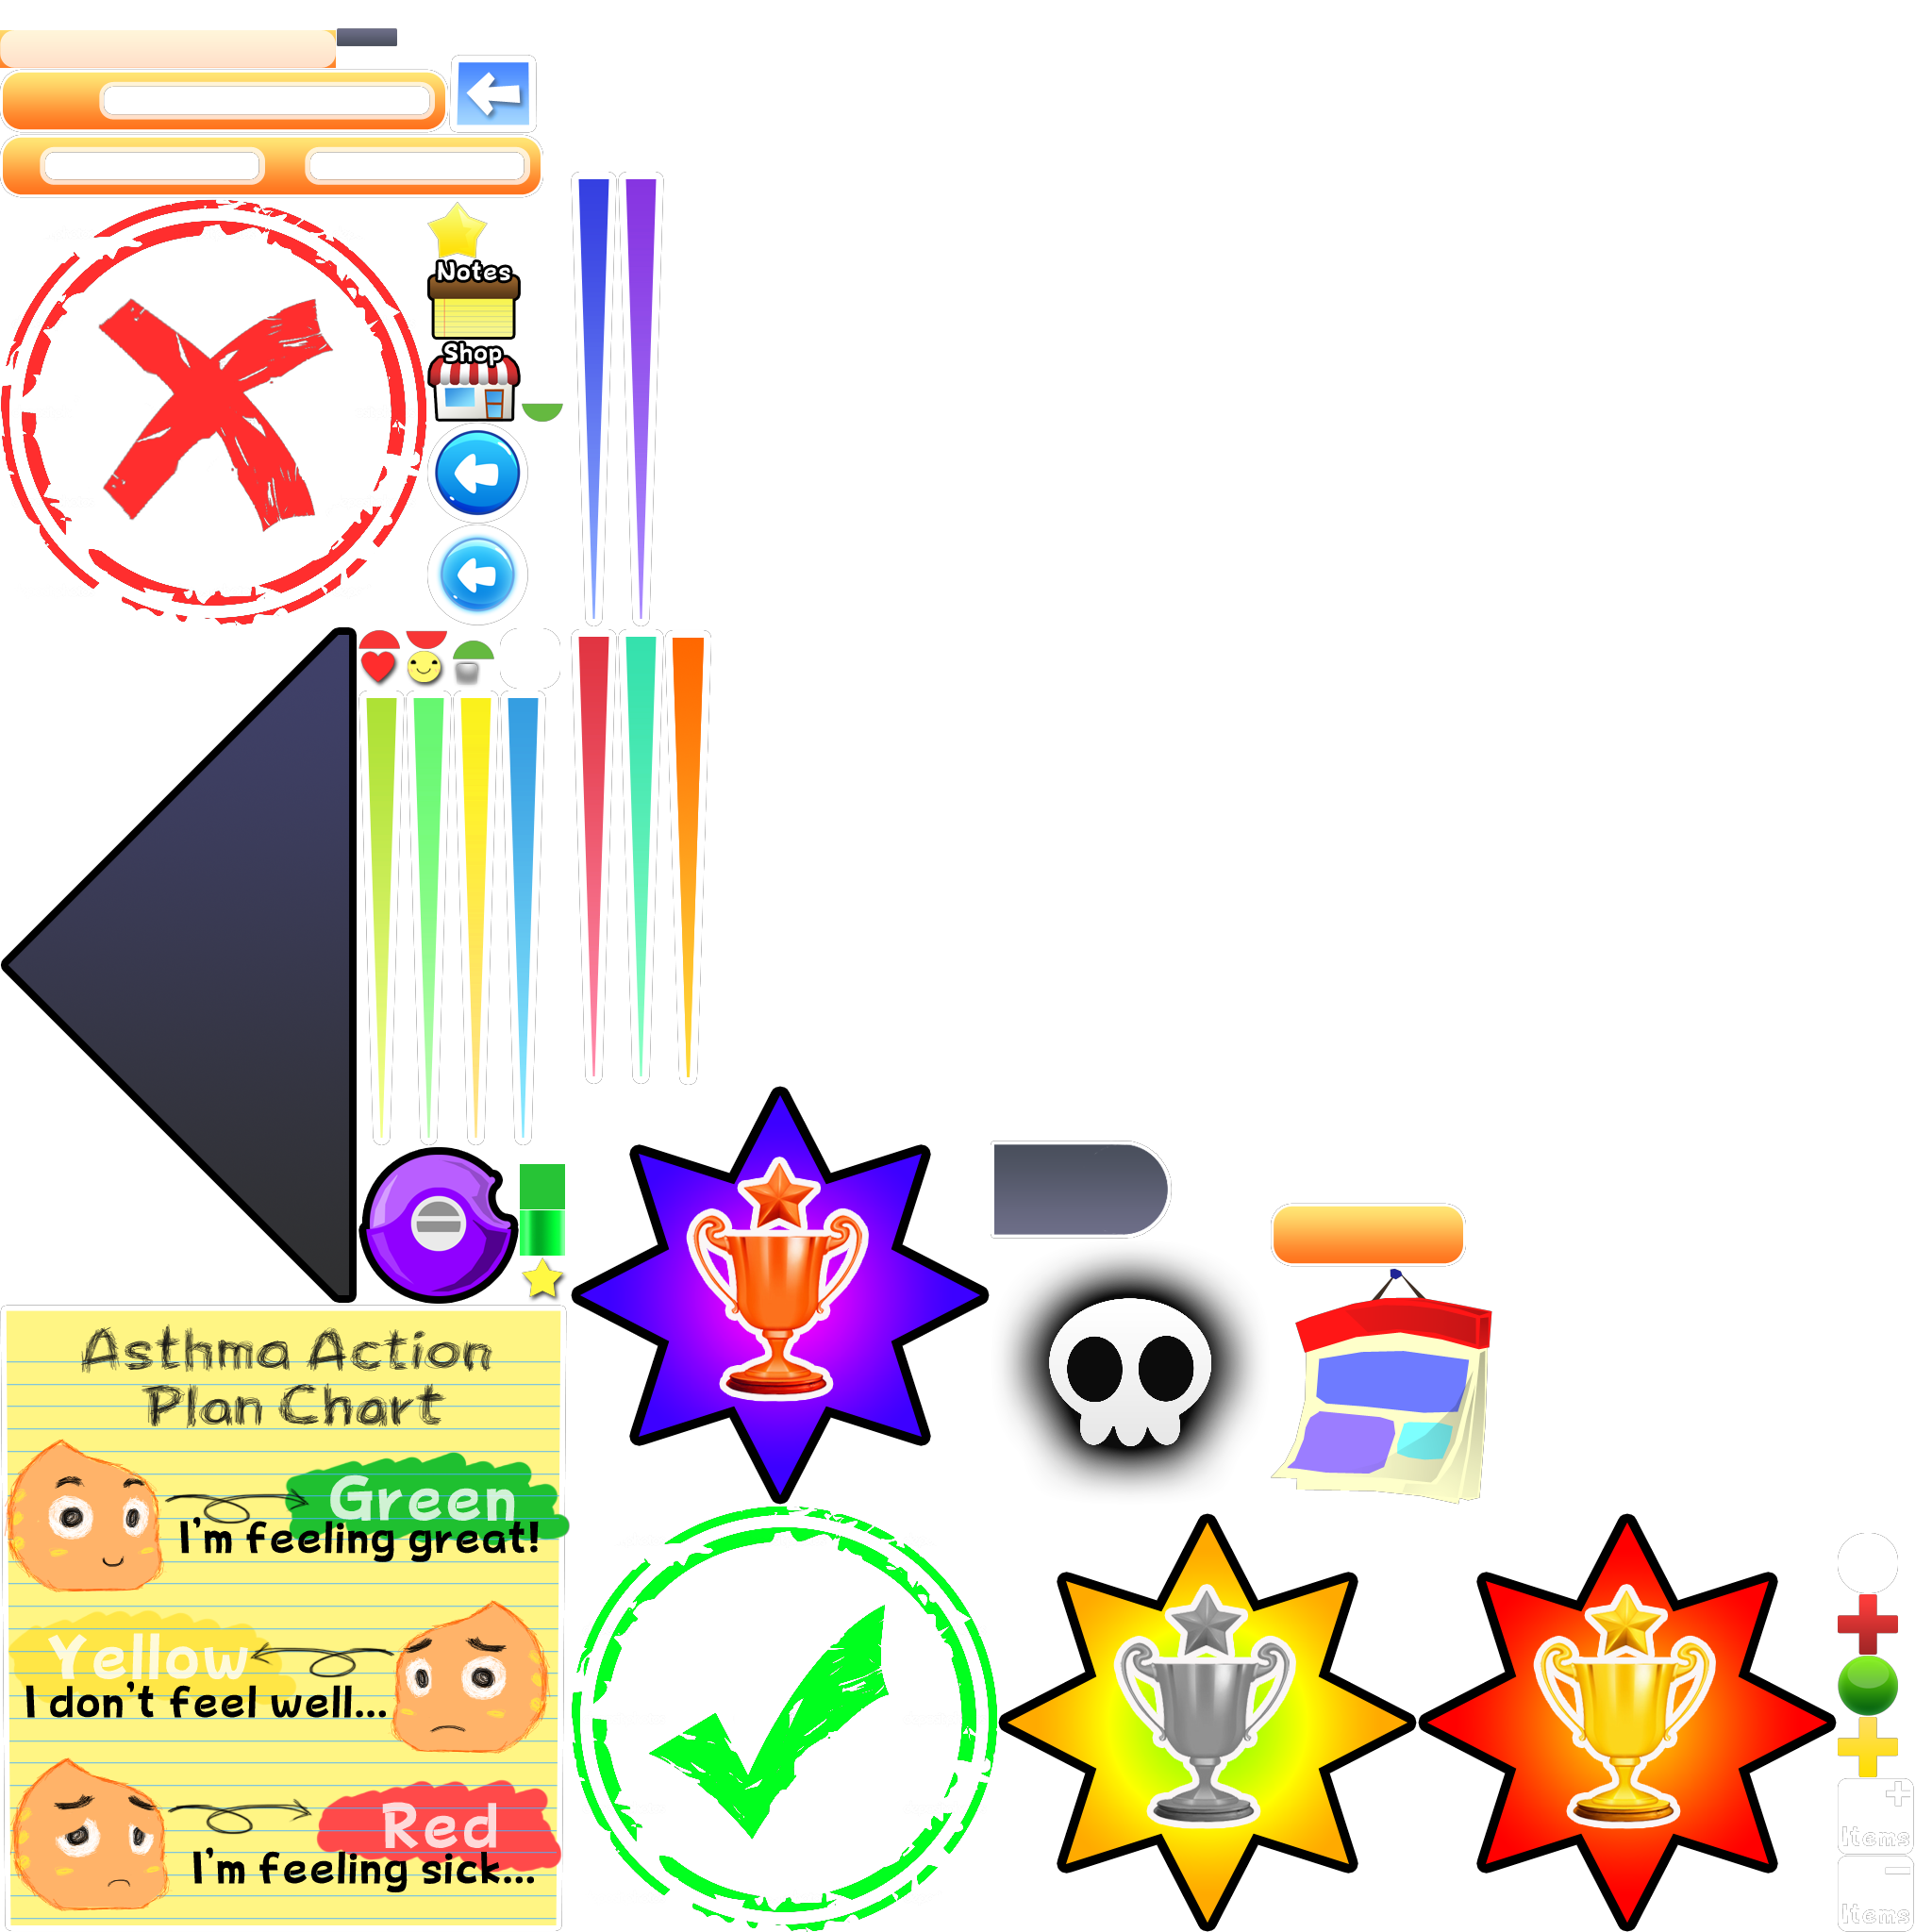 Notes
Shop
Asthma Action
Plan Chart
Green
I'm feeling great!
Yellow
I don't feel well...
Red
I'm feeling sick...
Items
Items